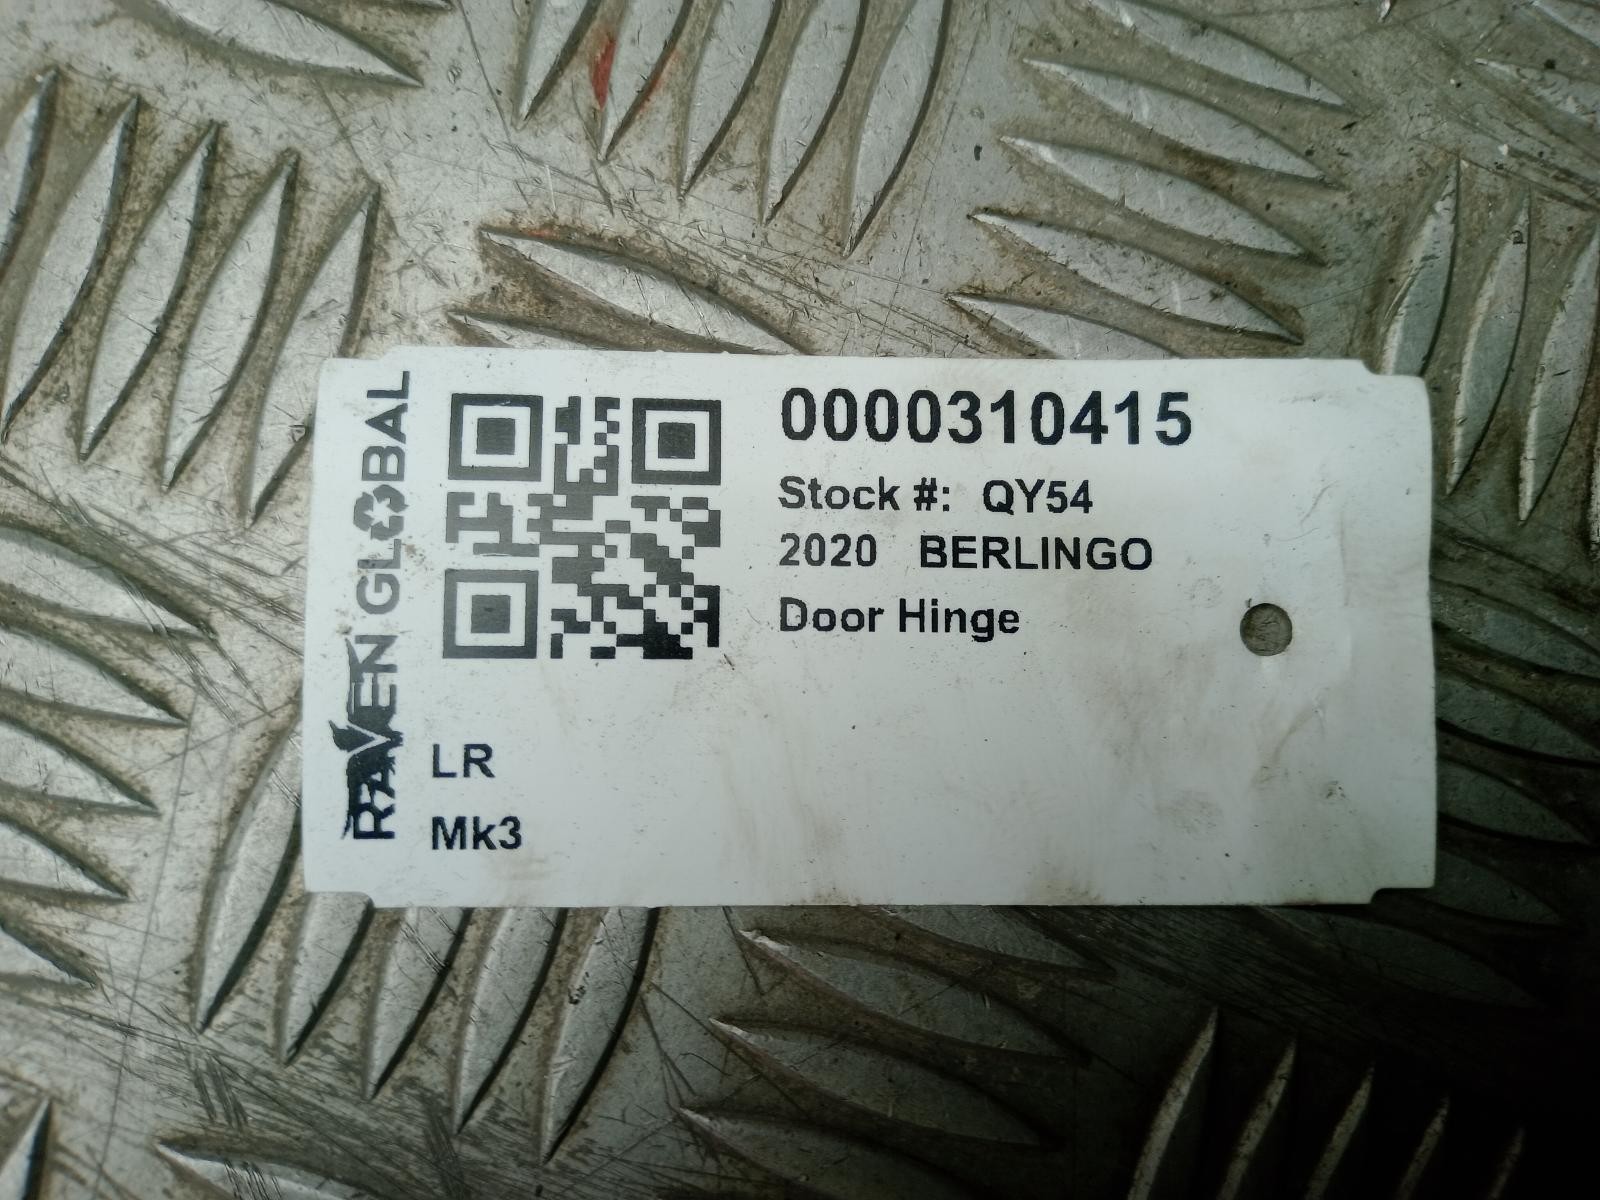 RAVEN GLOBAL
0000310415
Stock #: QY54
2020 BERLINGO
Door Hinge
LR
Mk3